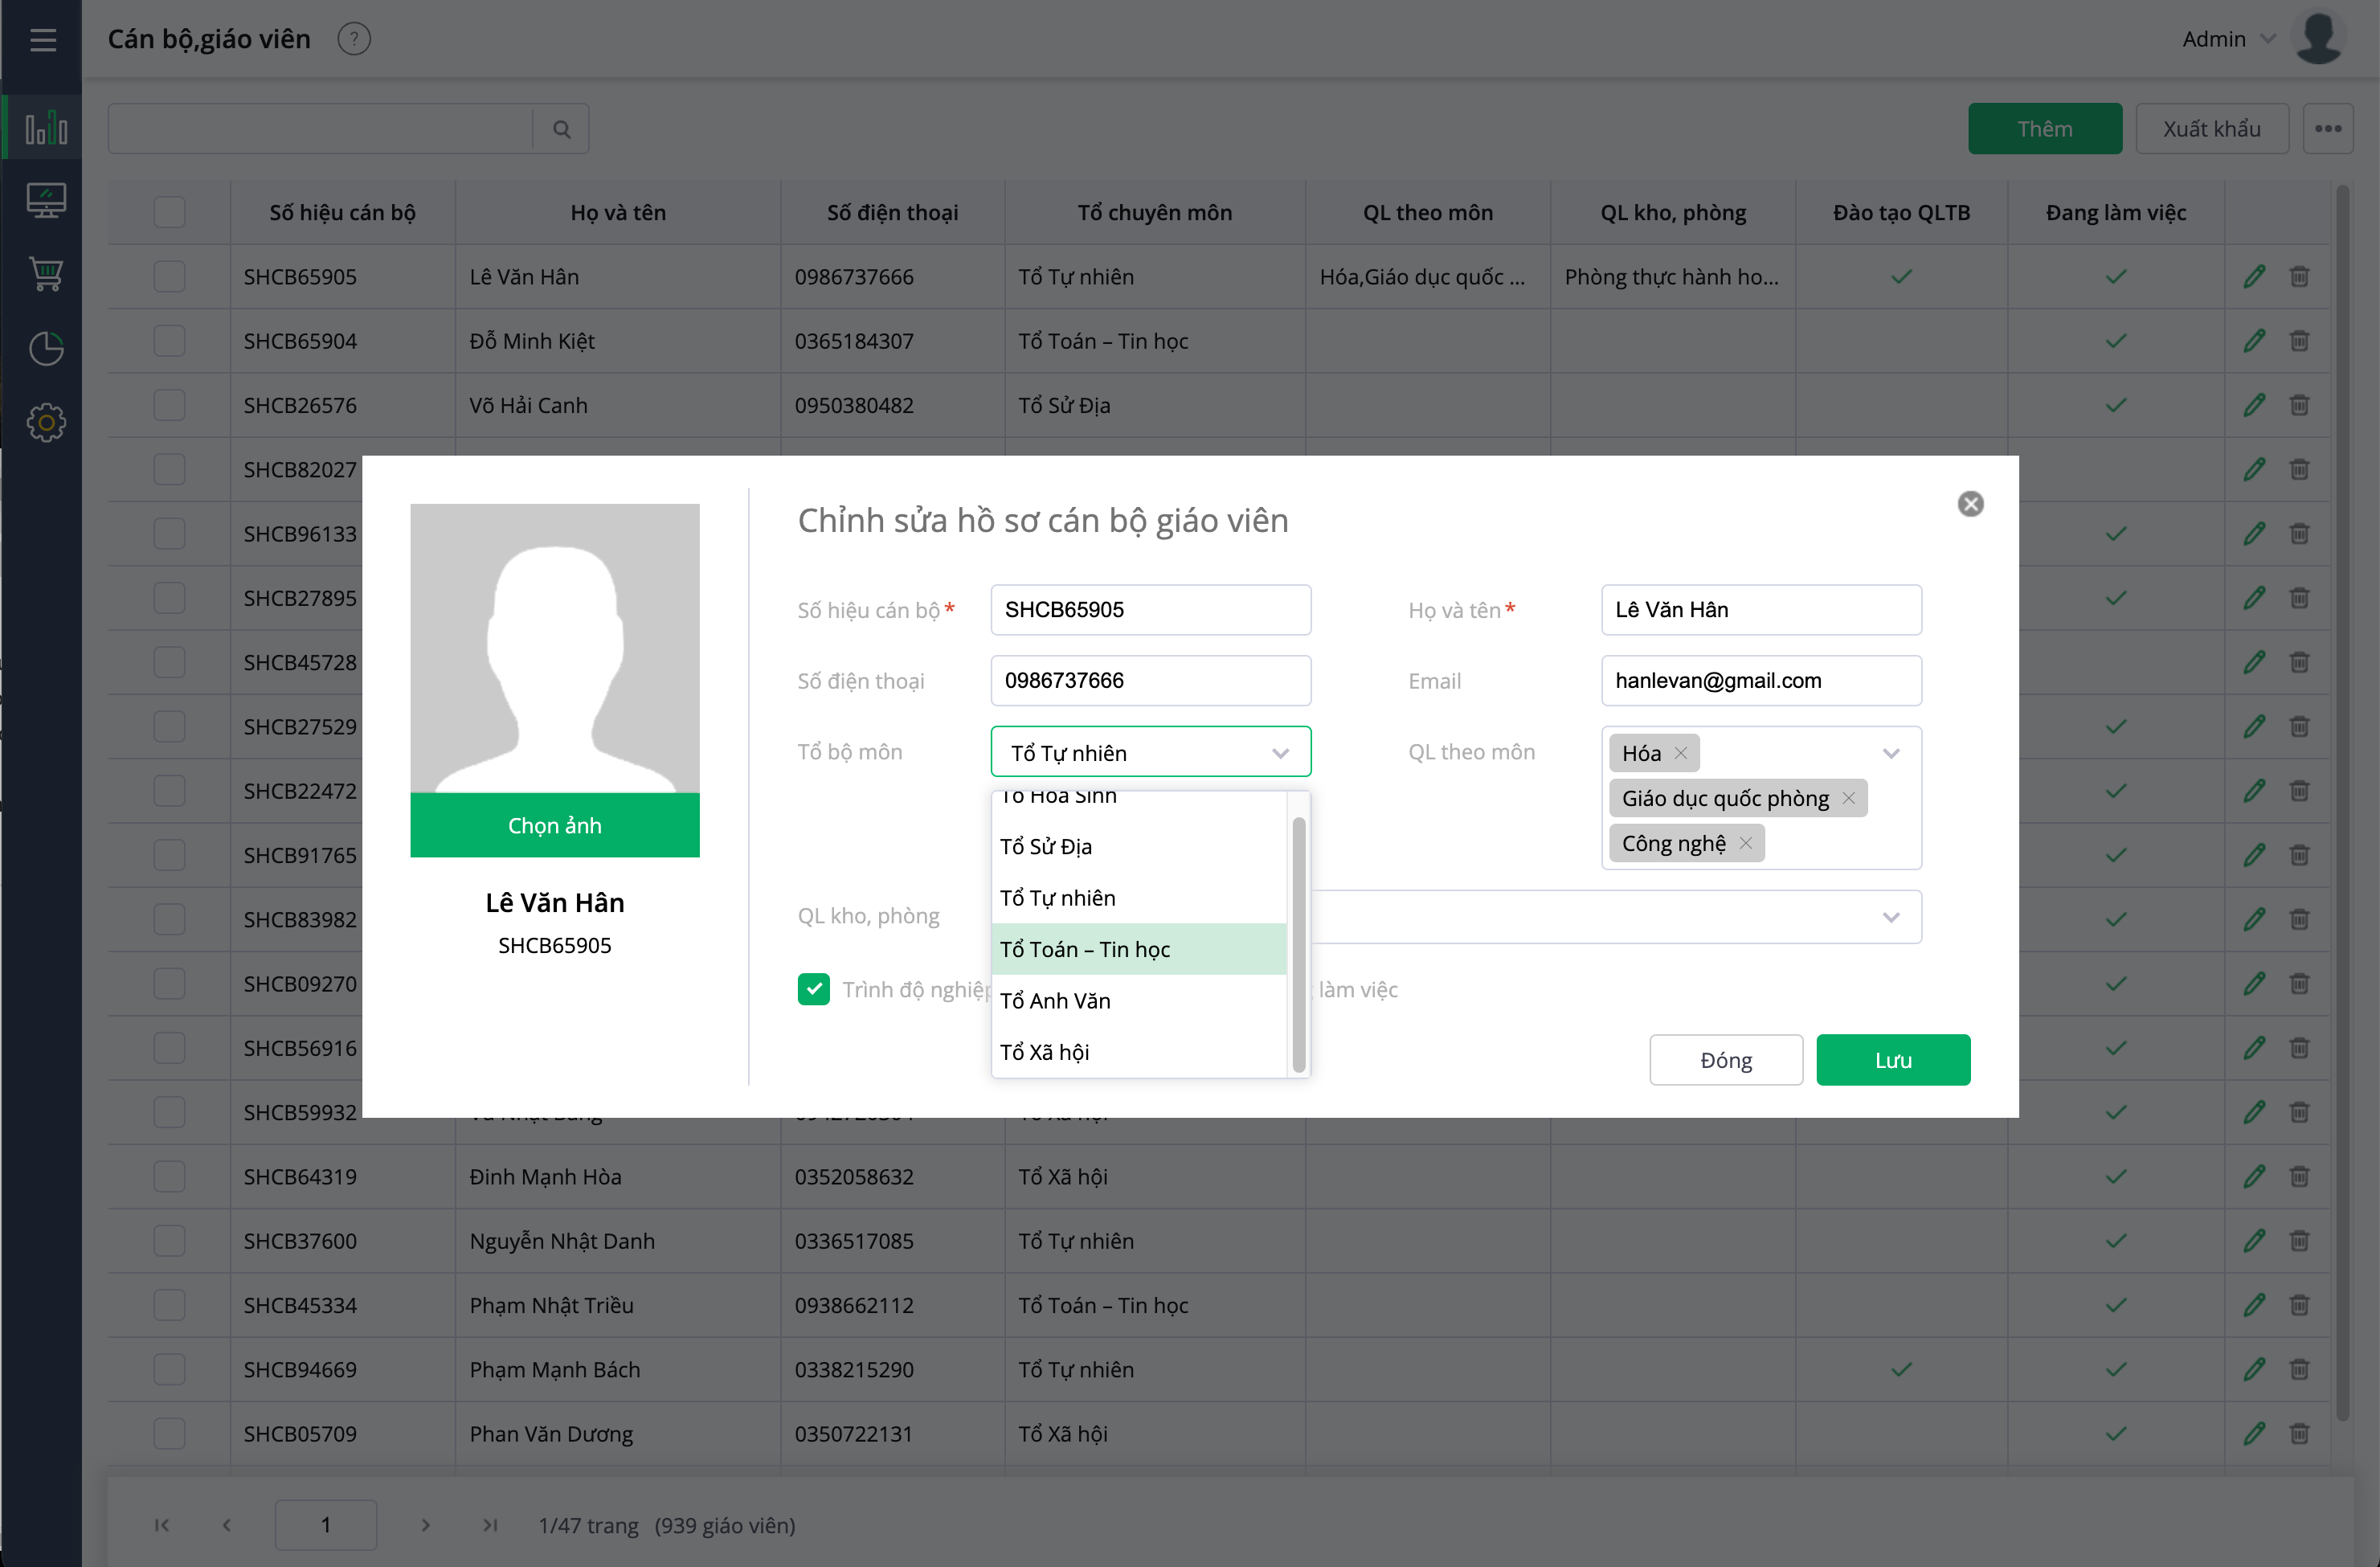 Cán bộ,giáo viên ?
Admin
Thêm Xuất khẩu
Số hiệu cán bộ Họ và tên Số điện thoại Tổ chuyên môn QL theo môn QL kho, phòng Đào tạo QLTB Đang làm việc
SHCB65905 Lê Văn Hân 0986737666 Tổ Tự nhiên Hóa,Giáo dục quốc ... Phòng thực hành ho...
SHCB65904 Đỗ Minh Kiệt 0365184307 Tổ Toán – Tin học
SHCB26576 Võ Hải Canh 0950380482 Tổ Sử Địa
SHCB82027
SHCB96133
SHCB27895
SHCB45728
SHCB27529
SHCB22472
SHCB91765
SHCB83982
SHCB09270
SHCB56916
SHCB59932
Chỉnh sửa hồ sơ cán bộ giáo viên
Chọn ảnh
Lê Văn Hân
SHCB65905
Số hiệu cán bộ* SHCB65905 Họ và tên* Lê Văn Hân
Số điện thoại 0986737666 Email hanlevan@gmail.com
Tổ bộ môn Tổ Tự nhiên QL theo môn Hóa
Giáo dục quốc phòng
Công nghệ
Tổ Hóa Sinh
Tổ Sử Địa
Tổ Tự nhiên
Tổ Toán – Tin học
Tổ Anh Văn
Tổ Xã hội
QL kho, phòng
Trình độ nghiệp làm việc
Đóng Lưu
SHCB64319 Đinh Mạnh Hòa 0352058632 Tổ Xã hội
SHCB37600 Nguyễn Nhật Danh 0336517085 Tổ Tự nhiên
SHCB45334 Phạm Nhật Triều 0938662112 Tổ Toán – Tin học
SHCB94669 Phạm Mạnh Bách 0338215290 Tổ Tự nhiên
SHCB05709 Phan Văn Dương 0350722131 Tổ Xã hội
1 1/47 trang (939 giáo viên)